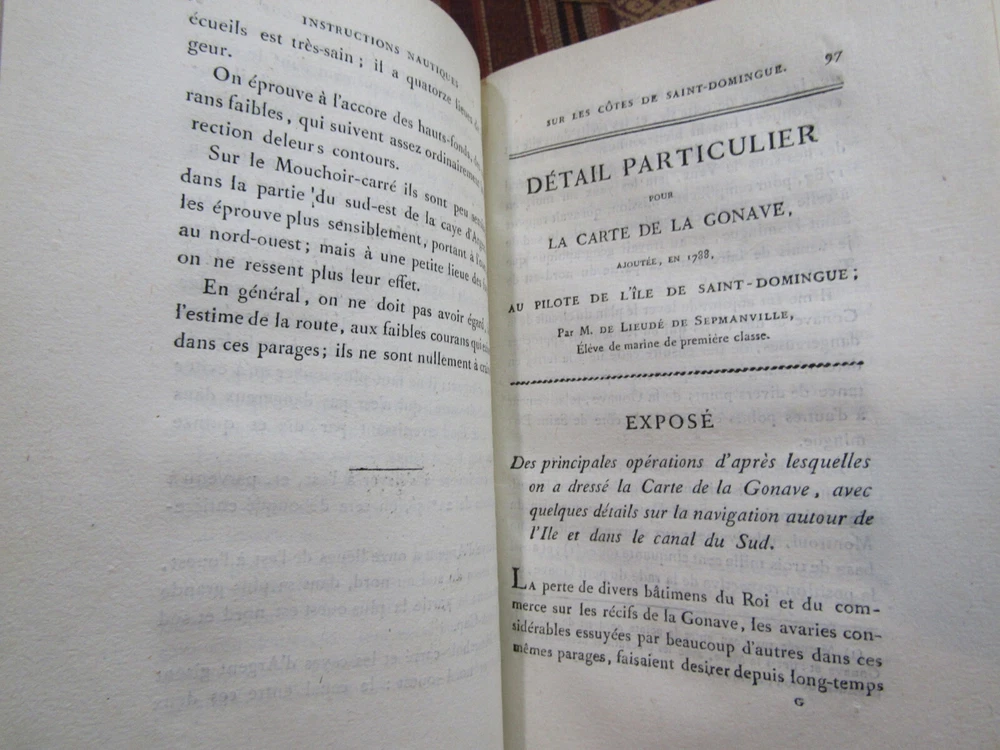 INSTRUCTIONS NAUTIQUES
écueils est très-sain; il a quatorze lieues de
geur.
On éprouve à l'accore des hauts-fonds, des
rans faibles, qui suivent assez ordinairement
rection deleurs contours.
Sur le Mouchoir-carré ils sont peu
dans la partie du sud-est de la caye
les éprouve plus sensiblement, portant à
au nord-ouest; mais à une petite lieue des
on ne ressent plus leur effet.
En général, on ne doit pas avoir égard,
l'estime de la route, aux faibles courans qui
dans ces parages; ils ne sont nullement à
SUR LES CÔTES DE SAINT-DOMINGUE. 97
DÉTAIL PARTICULIER
POUR
LA CARTE DE LA GONAVE,
AJOUTÉE, EN 1788,
AU PILOTE DE L'ÎLE DE SAINT-DOMINGUE;
Par M. DE LIEUDÉ DE SEPMANVILLE,
Éléve de marine de première classe.
EXPOSÉ
Des principales opérations d'après lesquelles
on a dressé la Carte de la Gonave, avec
quelques détails sur la navigation autour de
l'Ile et dans le canal du Sud.
LA perte de divers bâtimens du Roi et du com-
merce sur les récifs de la Gonave, les avaries con-
sidérables essuyées par beaucoup d'autres dans ces
mêmes parages, faisaient desirer depuis long-temps
G